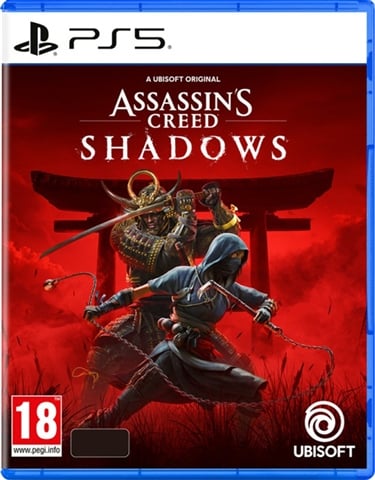 PS5
A UBISOFT ORIGINAL
ASSASSIN'S
CREED
SHADOWS
18
www.pegi.info
UBISOFT